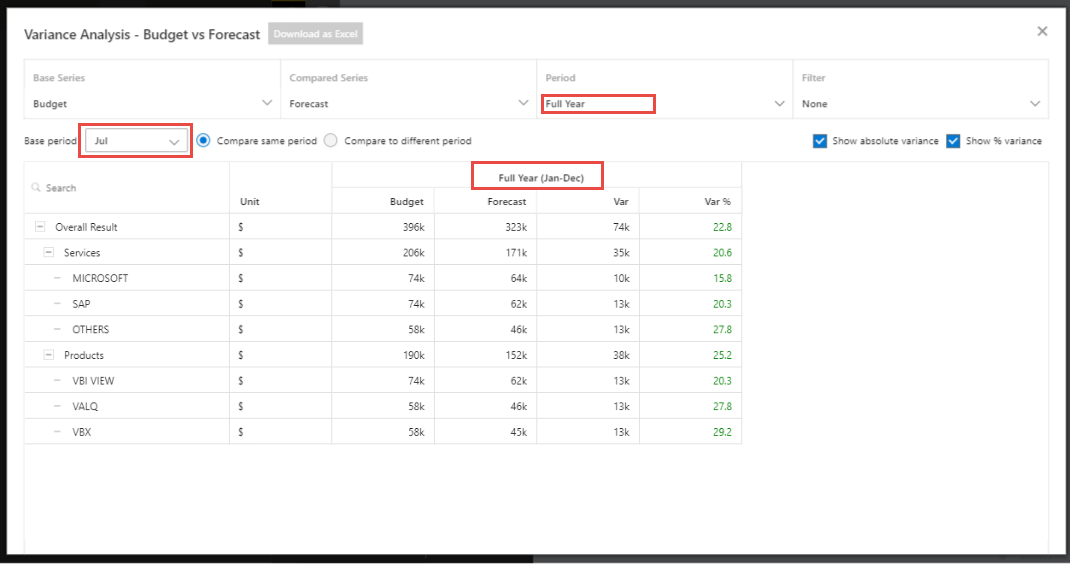 Variance Analysis - Budget vs Forecast Download as Excel
Base Series Compared Series Period Filter
Budget Forecast Full Year None
Base period Jul Compare same period Compare to different period Show absolute variance Show % variance
Full Year (Jan-Dec)
Search
Unit Budget Forecast Var Var %
Overall Result $ 396k 323k 74k 22.8
Services $ 206k 171k 35k 20.6
MICROSOFT $ 74k 64k 10k 15.8
SAP $ 74k 62k 13k 20.3
OTHERS $ 58k 46k 13k 27.8
Products $ 190k 152k 38k 25.2
VBI VIEW $ 74k 62k 13k 20.3
VALQ $ 58k 46k 13k 27.8
VBX $ 58k 45k 13k 29.2